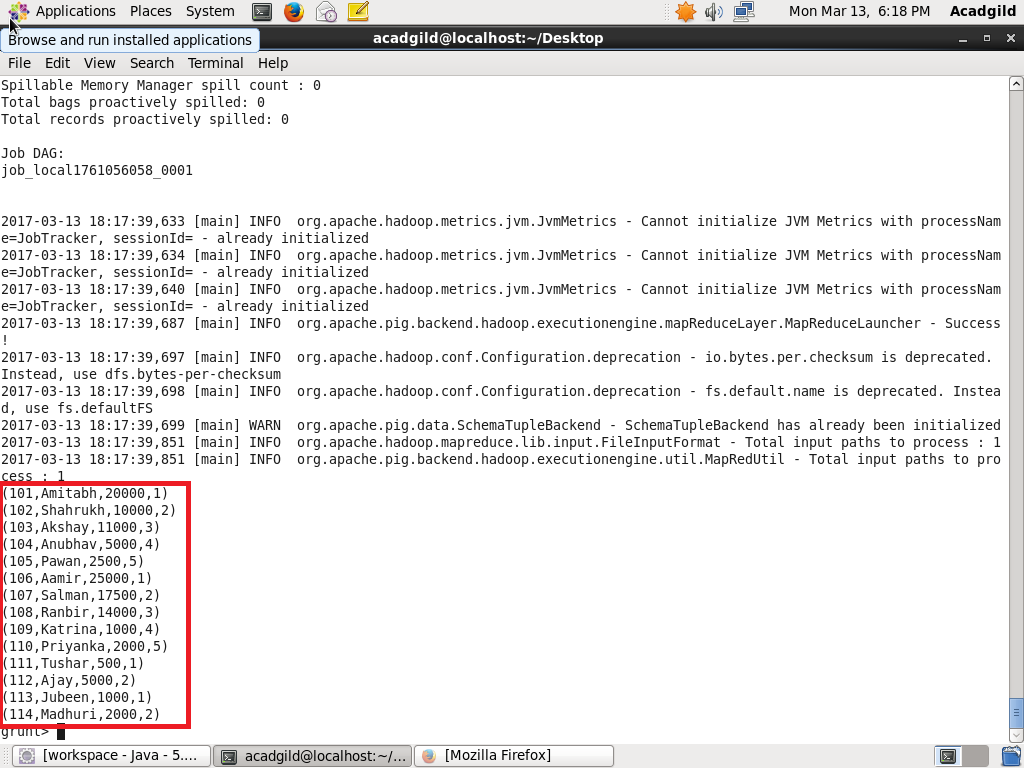 Applications Places System Mon Mar 13, 6:18 PM Acadgild
Browse and run installed applications
acadgild@localhost:~/Desktop
File Edit View Search Terminal Help
Spillable Memory Manager spill count : 0
Total bags proactively spilled: 0
Total records proactively spilled: 0
Job DAG:
job_local1761056058_0001
2017-03-13 18:17:39,633 [main] INFO  org.apache.hadoop.metrics.jvm.JvmMetrics - Cannot initialize JVM Metrics with processNam
e=JobTracker, sessionId= - already initialized
2017-03-13 18:17:39,634 [main] INFO  org.apache.hadoop.metrics.jvm.JvmMetrics - Cannot initialize JVM Metrics with processNam
e=JobTracker, sessionId= - already initialized
2017-03-13 18:17:39,640 [main] INFO  org.apache.hadoop.metrics.jvm.JvmMetrics - Cannot initialize JVM Metrics with processNam
e=JobTracker, sessionId= - already initialized
2017-03-13 18:17:39,687 [main] INFO  org.apache.pig.backend.hadoop.executionengine.mapReduceLayer.MapReduceLauncher - Success
!
2017-03-13 18:17:39,697 [main] INFO  org.apache.hadoop.conf.Configuration.deprecation - io.bytes.per.checksum is deprecated.
Instead, use dfs.bytes-per-checksum
2017-03-13 18:17:39,698 [main] INFO  org.apache.hadoop.conf.Configuration.deprecation - fs.default.name is deprecated. Instea
d, use fs.defaultFS
2017-03-13 18:17:39,699 [main] WARN  org.apache.pig.data.SchemaTupleBackend - SchemaTupleBackend has already been initialized
2017-03-13 18:17:39,851 [main] INFO  org.apache.hadoop.mapreduce.lib.input.FileInputFormat - Total input paths to process : 1
2017-03-13 18:17:39,851 [main] INFO  org.apache.pig.backend.hadoop.executionengine.util.MapRedUtil - Total input paths to pro
cess : 1
(101,Amitabh,20000,1)
(102,Shahrukh,10000,2)
(103,Akshay,11000,3)
(104,Anubhav,5000,4)
(105,Pawan,2500,5)
(106,Aamir,25000,1)
(107,Salman,17500,2)
(108,Ranbir,14000,3)
(109,Katrina,1000,4)
(110,Priyanka,2000,5)
(111,Tushar,500,1)
(112,Ajay,5000,2)
(113,Jubeen,1000,1)
(114,Madhuri,2000,2)
grunt>
[workspace - Java - 5.... acadgild@localhost:~/... [Mozilla Firefox]